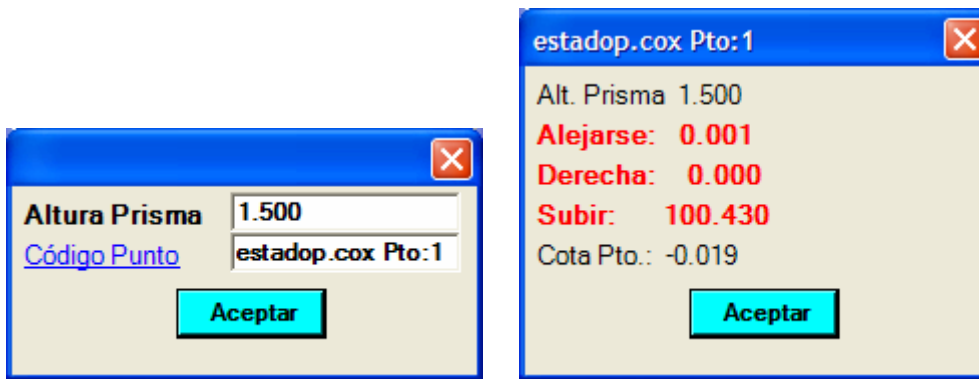 Altura Prisma 1.500
Código Punto estadop.cox Pto:1
Aceptar
estadop.cox Pto:1
Alt. Prisma 1.500
Alejarse: 0.001
Derecha: 0.000
Subir: 100.430
Cota Pto.: -0.019
Aceptar